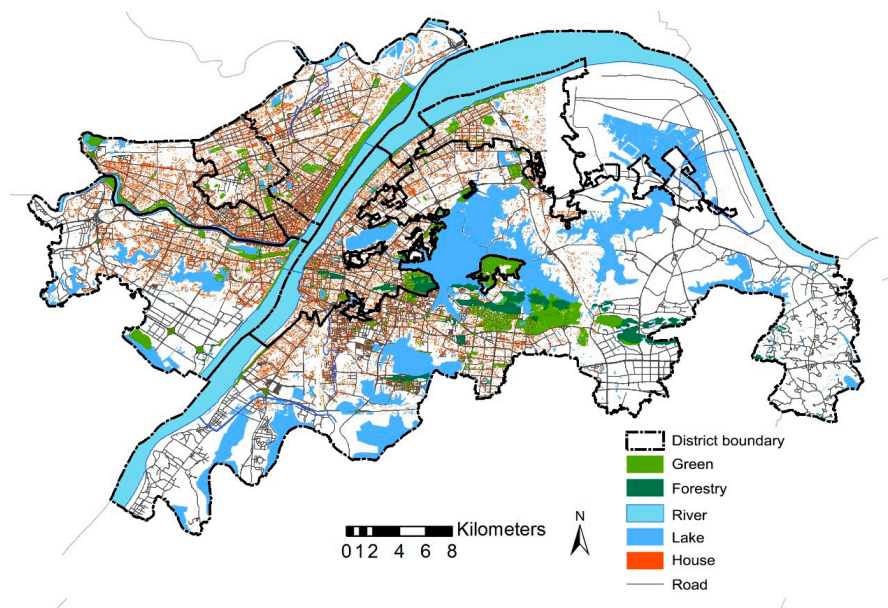 District boundary
Green
Forestry
River
Lake
House
Road
N
Kilometers
0 1 2 4 6 8